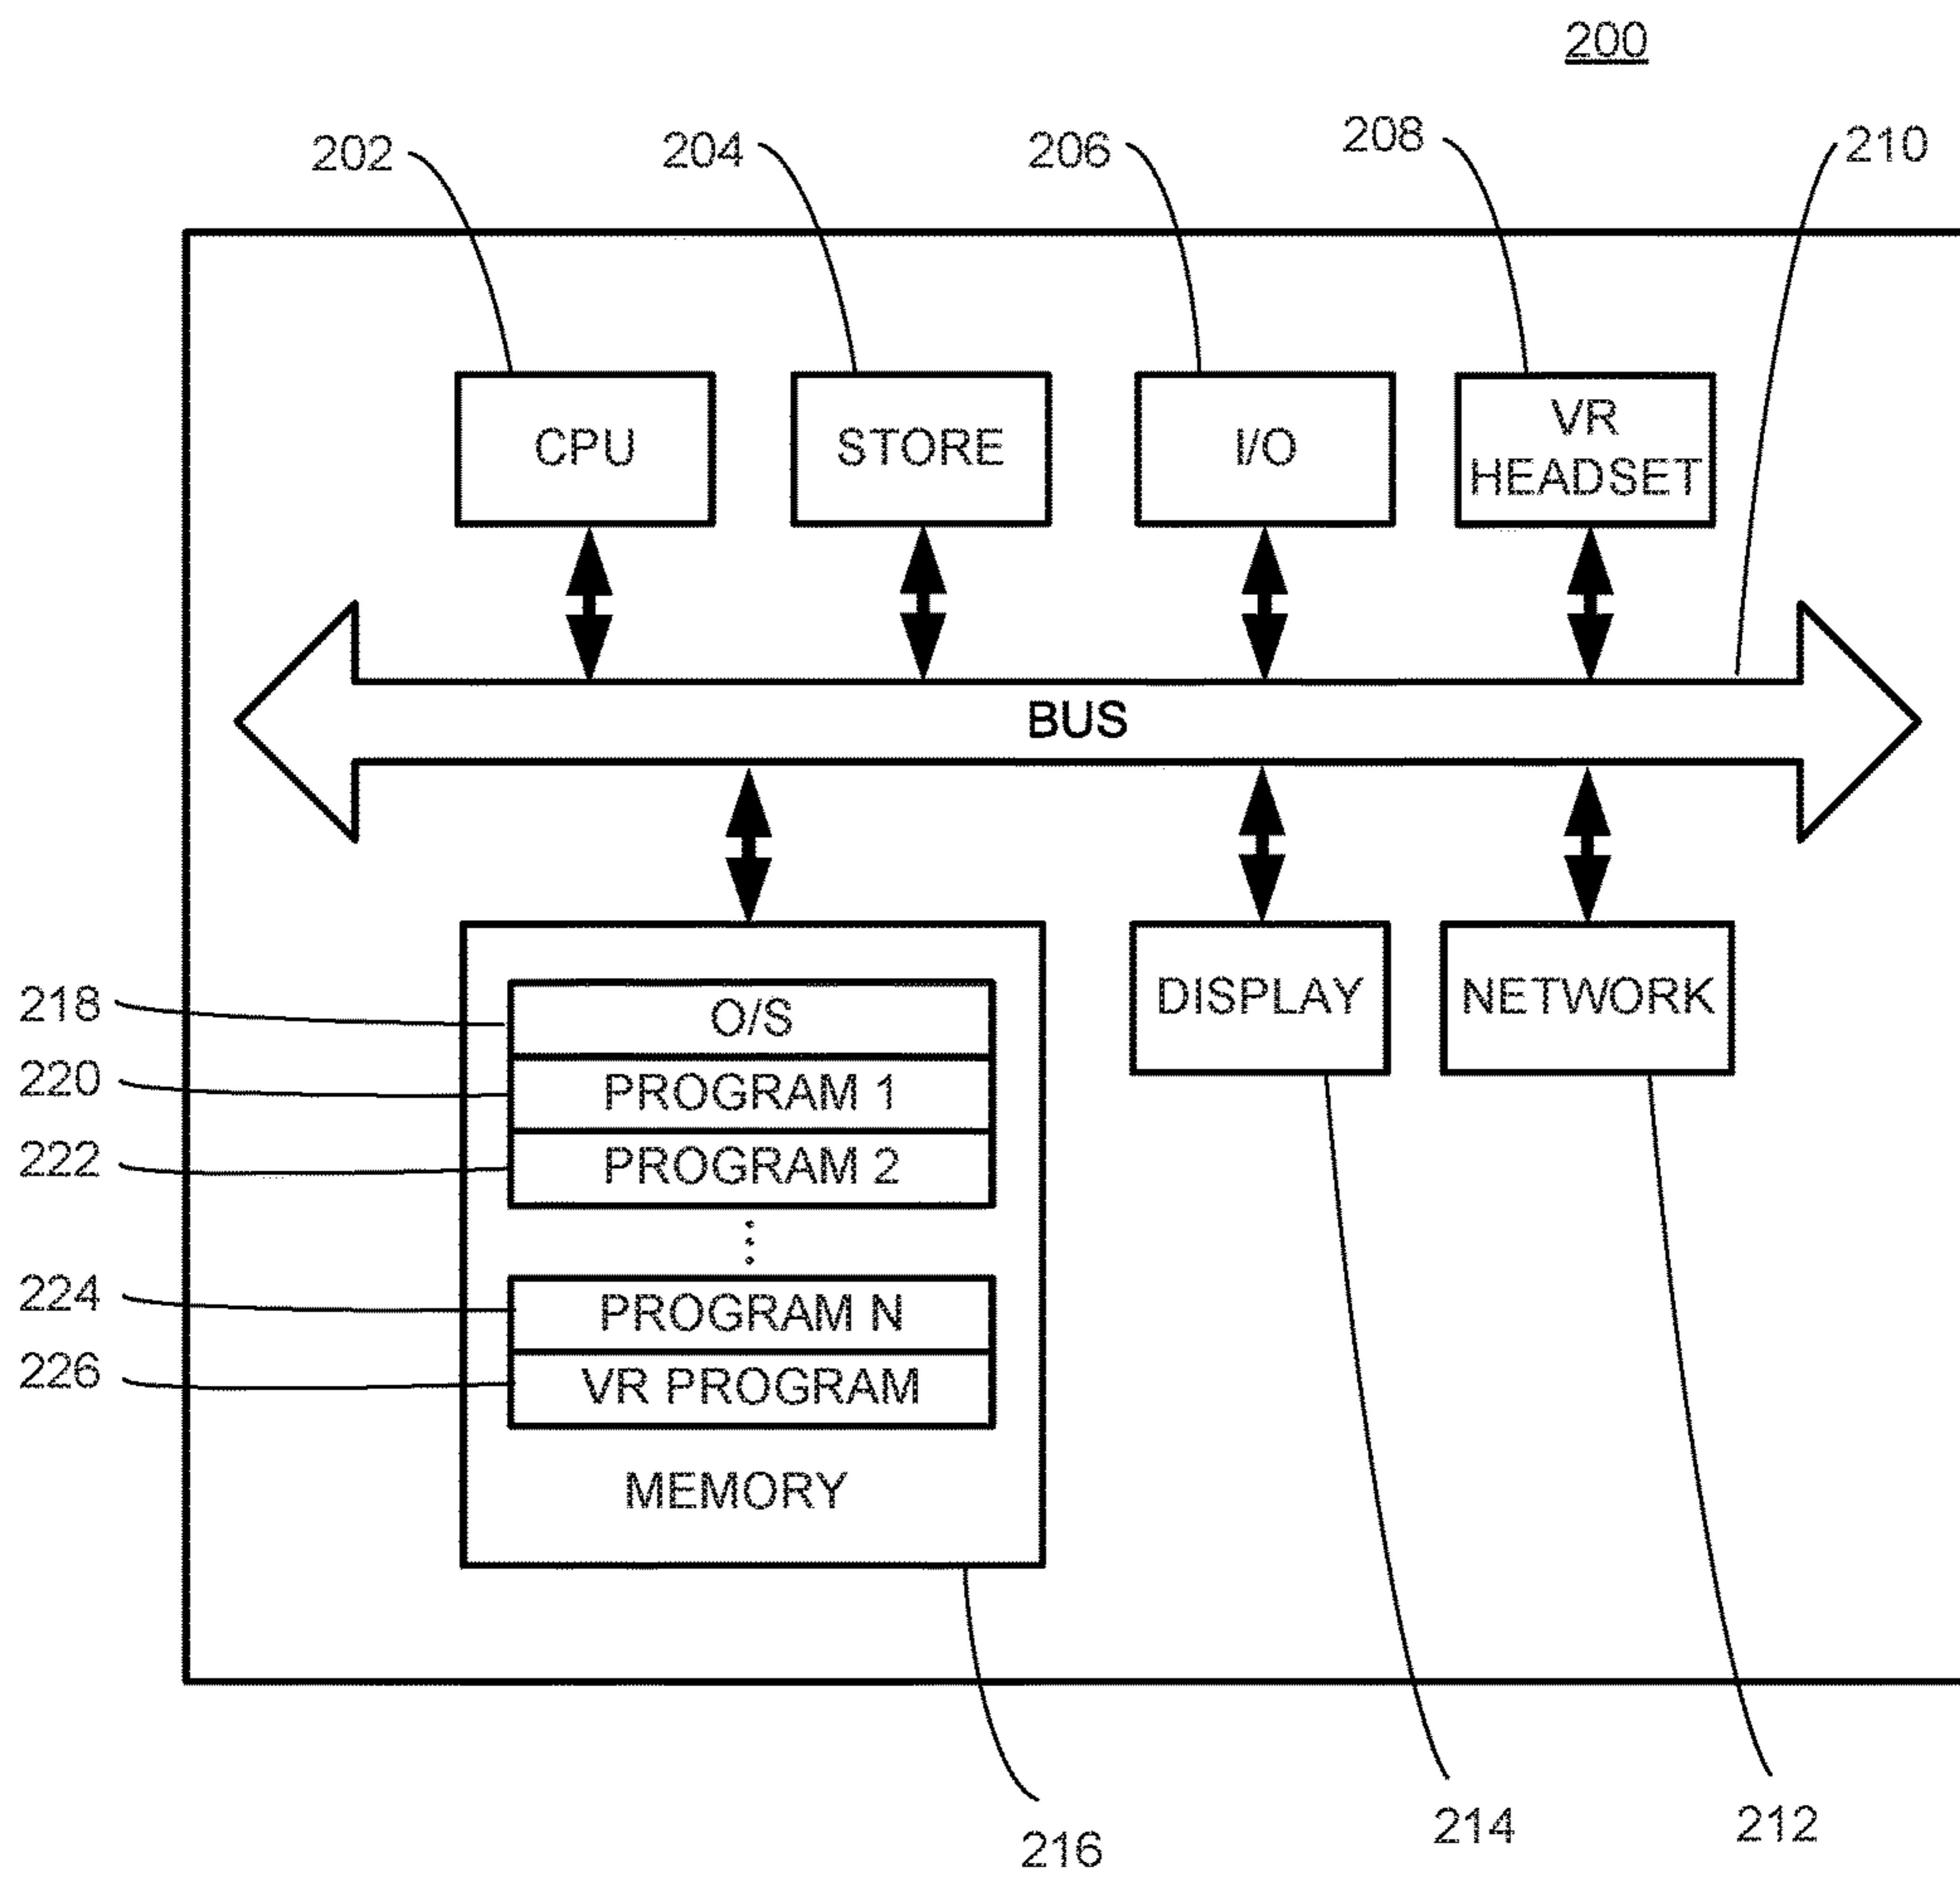 200
202
204
206
208
210
CPU
STORE
I/O
VR
HEADSET
BUS
DISPLAY
NETWORK
218
O/S
220
PROGRAM 1
222
PROGRAM 2
224
PROGRAM N
226
VR PROGRAM
MEMORY
214
212
216